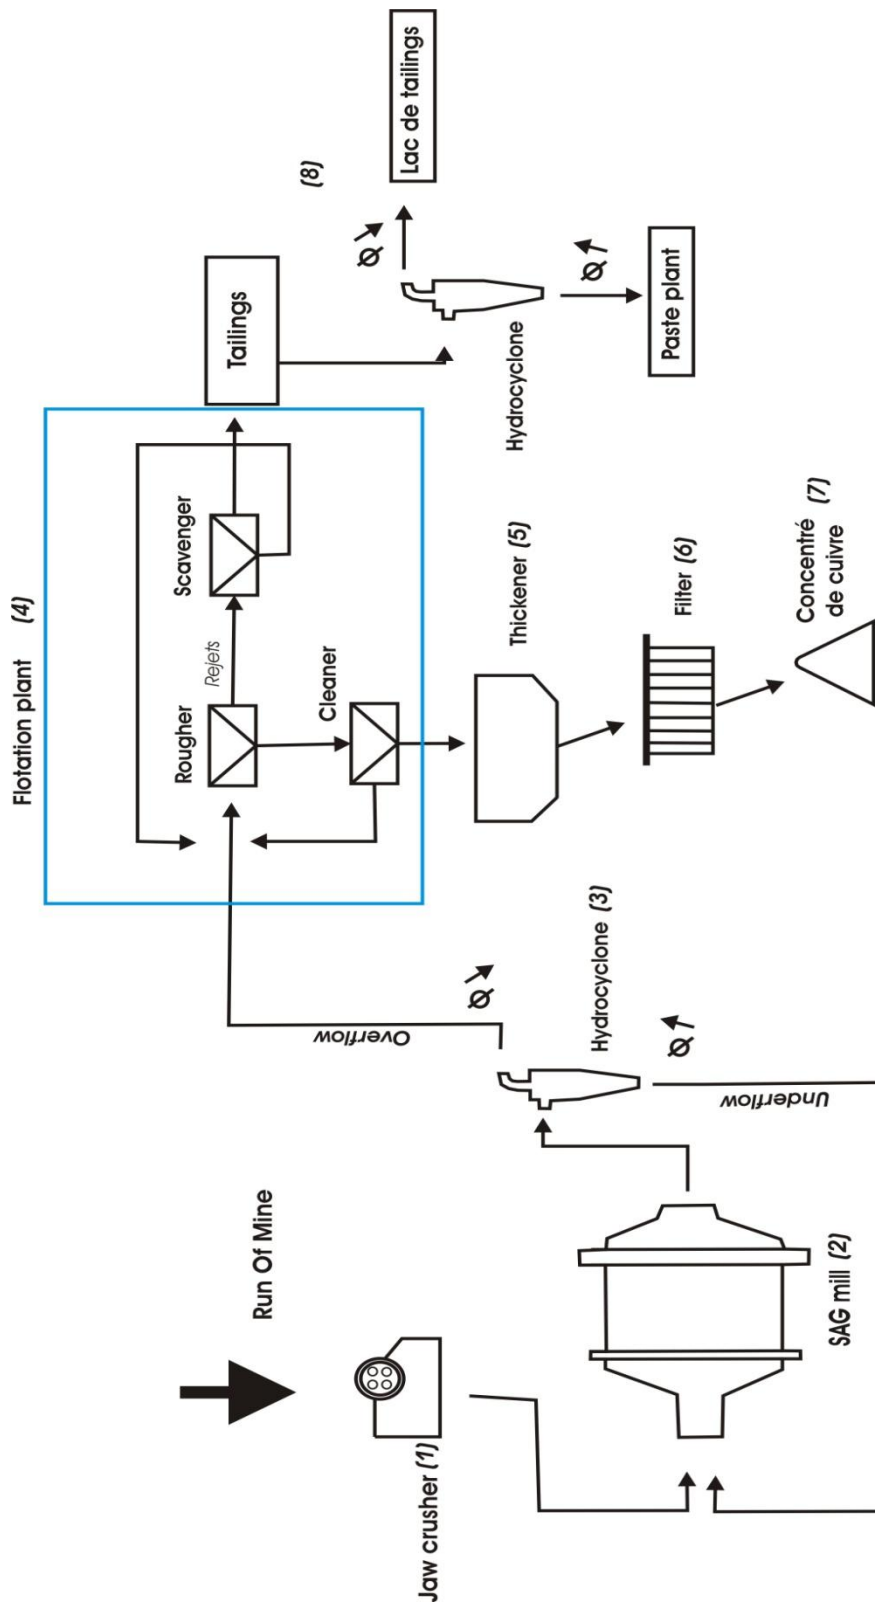 Run Of Mine
Jaw crusher (1)
SAG mill (2)
Hydrocyclone (3)
Ø
Ø
Overflow
Underflow
Flotation plant (4)
Rougher
Rejets
Scavenger
Cleaner
Thickener (5)
Filter (6)
Concentré (7)
de cuivre
Tailings
Hydrocyclone
(8)
Ø
Ø
Lac de tailings
Paste plant